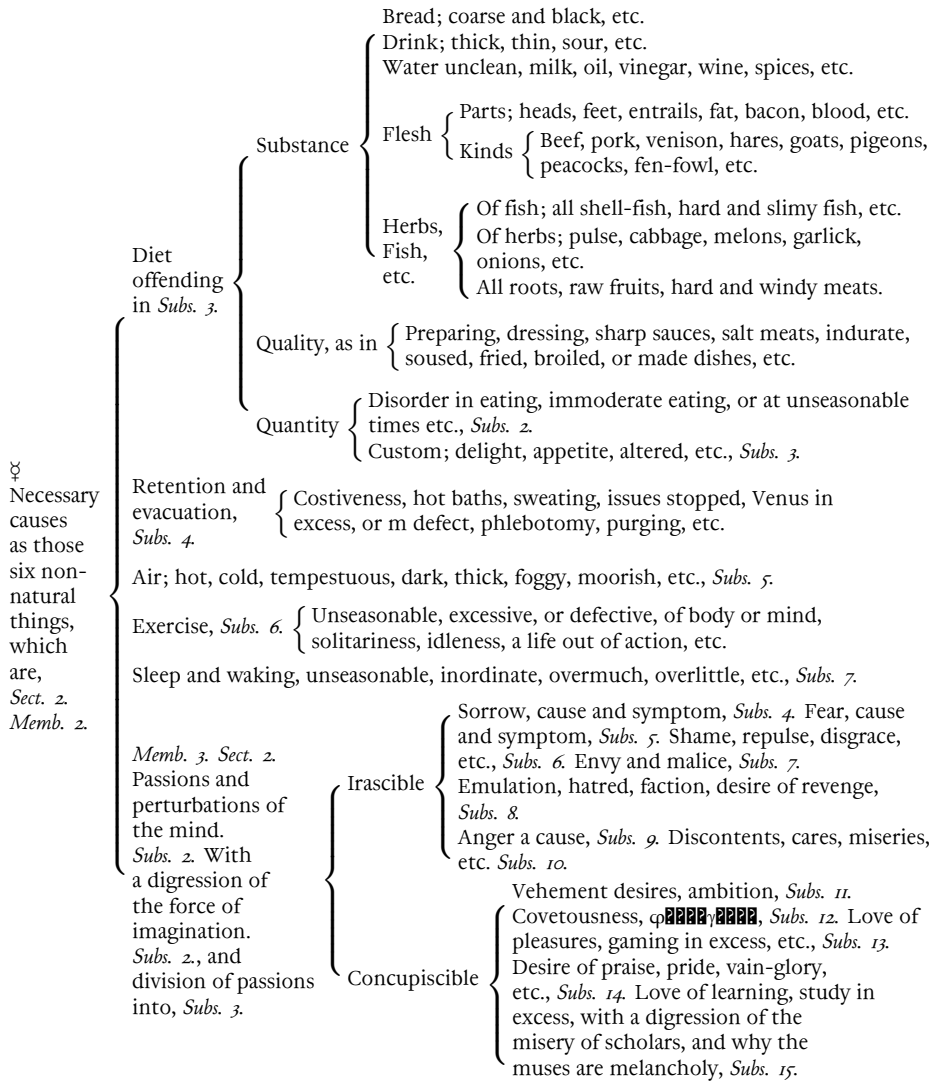 ☿
Necessary
causes
as those
six non-
natural
things,
which
are,
Sect. 2.
Memb. 2.
Diet
offending
in Subs. 3.
Substance
Bread; coarse and black, etc.
Drink; thick, thin, sour, etc.
Water unclean, milk, oil, vinegar, wine, spices, etc.
Flesh
Parts; heads, feet, entrails, fat, bacon, blood, etc.
Kinds
Beef, pork, venison, hares, goats, pigeons,
peacocks, fen-fowl, etc.
Herbs,
Fish,
etc.
Of fish; all shell-fish, hard and slimy fish, etc.
Of herbs; pulse, cabbage, melons, garlick,
onions, etc.
All roots, raw fruits, hard and windy meats.
Quality, as in
Preparing, dressing, sharp sauces, salt meats, indurate,
soused, fried, broiled, or made dishes, etc.
Quantity
Disorder in eating, immoderate eating, or at unseasonable
times etc., Subs. 2.
Custom; delight, appetite, altered, etc., Subs. 3.
Retention and
evacuation,
Subs. 4.
Costiveness, hot baths, sweating, issues stopped, Venus in
excess, or m defect, phlebotomy, purging, etc.
Air; hot, cold, tempestuous, dark, thick, foggy, moorish, etc., Subs. 5.
Exercise, Subs. 6.
Unseasonable, excessive, or defective, of body or mind,
solitariness, idleness, a life out of action, etc.
Sleep and waking, unseasonable, inordinate, overmuch, overlittle, etc., Subs. 7.
Memb. 3. Sect. 2.
Passions and
perturbations of
the mind.
Subs. 2. With
a digression of
the force of
imagination.
Subs. 2., and
division of passions
into, Subs. 3.
Irascible
Sorrow, cause and symptom, Subs. 4. Fear, cause
and symptom, Subs. 5. Shame, repulse, disgrace,
etc., Subs. 6. Envy and malice, Subs. 7.
Emulation, hatred, faction, desire of revenge,
Subs. 8.
Anger a cause, Subs. 9. Discontents, cares, miseries,
etc. Subs. 10.
Concupiscible
Vehement desires, ambition, Subs. 11.
Covetousness, Subs. 12. Love of
pleasures, gaming in excess, etc., Subs. 13.
Desire of praise, pride, vain-glory,
etc., Subs. 14. Love of learning, study in
excess, with a digression of the
misery of scholars, and why the
muses are melancholy, Subs. 15.